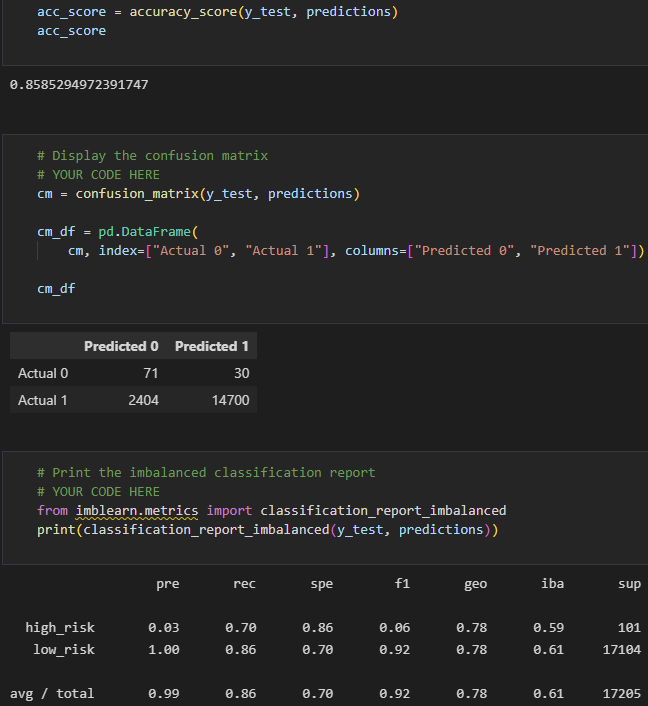 acc_score = accuracy_score(y_test, predictions)
acc_score
0.8585294972391747
# Display the confusion matrix
# YOUR CODE HERE
cm = confusion_matrix(y_test, predictions)
cm_df = pd.DataFrame(
cm, index=["Actual 0", "Actual 1"], columns=["Predicted 0", "Predicted 1"])
cm_df
Predicted 0 Predicted 1
Actual 0 71 30
Actual 1 2404 14700
# Print the imbalanced classification report
# YOUR CODE HERE
from imblearn.metrics import classification_report_imbalanced
print(classification_report_imbalanced(y_test, predictions))
pre rec spe f1 geo iba sup
high_risk 0.03 0.70 0.86 0.06 0.78 0.59 101
low_risk 1.00 0.86 0.70 0.92 0.78 0.61 17104
avg / total 0.99 0.86 0.70 0.92 0.78 0.61 17205